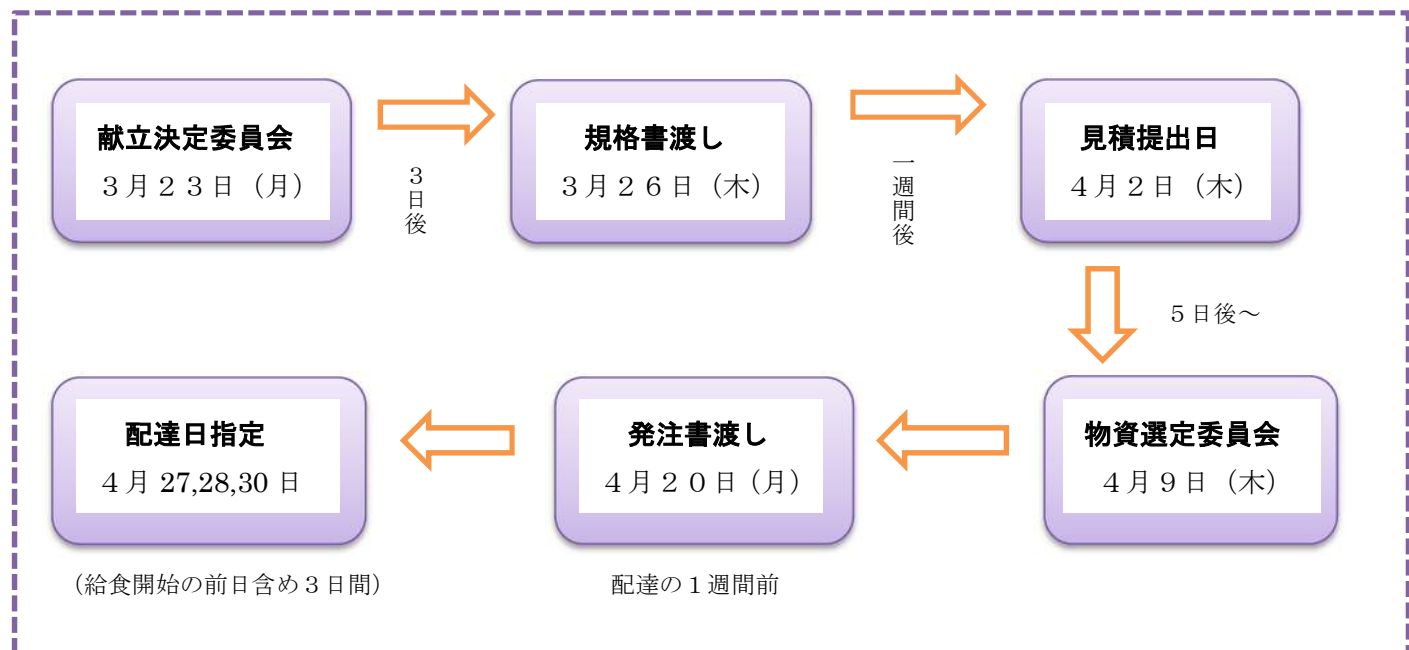 献立決定委員会
３月２３日（月）
３日後
規格書渡し
３月２６日（木）
一週間後
見積提出日
４月２日（木）
５日後～
物資選定委員会
４月９日（木）
発注書渡し
４月２０日（月）
配達の１週間前
配達日指定
４月 27,28,30 日
（給食開始の前日含め３日間）